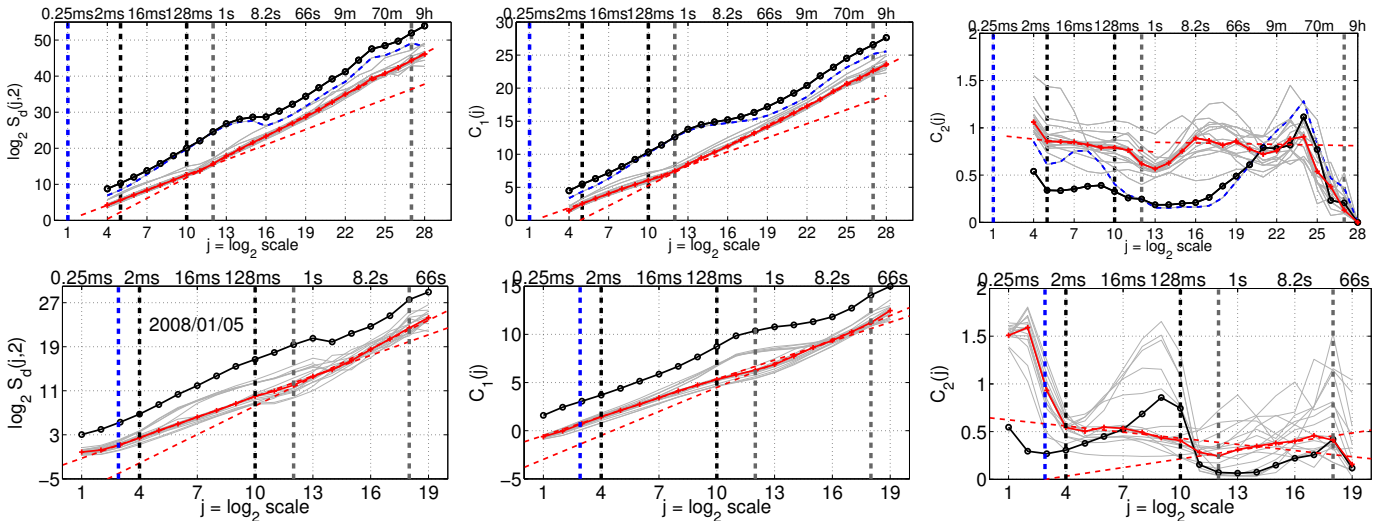 0.25ms 2ms 16ms 128ms 1s 8.2s 66s 9m 70m 9h
50
40
30
20
10
0
log2 Sd(j,2)
1 4 7 10 13 16 19 22 25 28
j = log2 scale
0.25ms 2ms 16ms 128ms 1s 8.2s 66s 9m 70m 9h
30
25
20
15
10
5
0
C1(j)
1 4 7 10 13 16 19 22 25 28
j = log2 scale
0.25ms 2ms 16ms 128ms 1s 8.2s 66s 9m 70m 9h
2
1.5
1
0.5
0
C2(j)
1 4 7 10 13 16 19 22 25 28
j = log2 scale
0.25ms 2ms 16ms 128ms 1s 8.2s 66s
27
19
11
3
−5
log2 Sd(j,2)
2008/01/05
1 4 7 10 13 16 19
j = log2 scale
0.25ms 2ms 16ms 128ms 1s 8.2s 66s
15
10
5
0
−5
C1(j)
1 4 7 10 13 16 19
j = log2 scale
0.25ms 2ms 16ms 128ms 1s 8.2s 66s
2
1.5
1
0.5
0
C2(j)
1 4 7 10 13 16 19
j = log2 scale